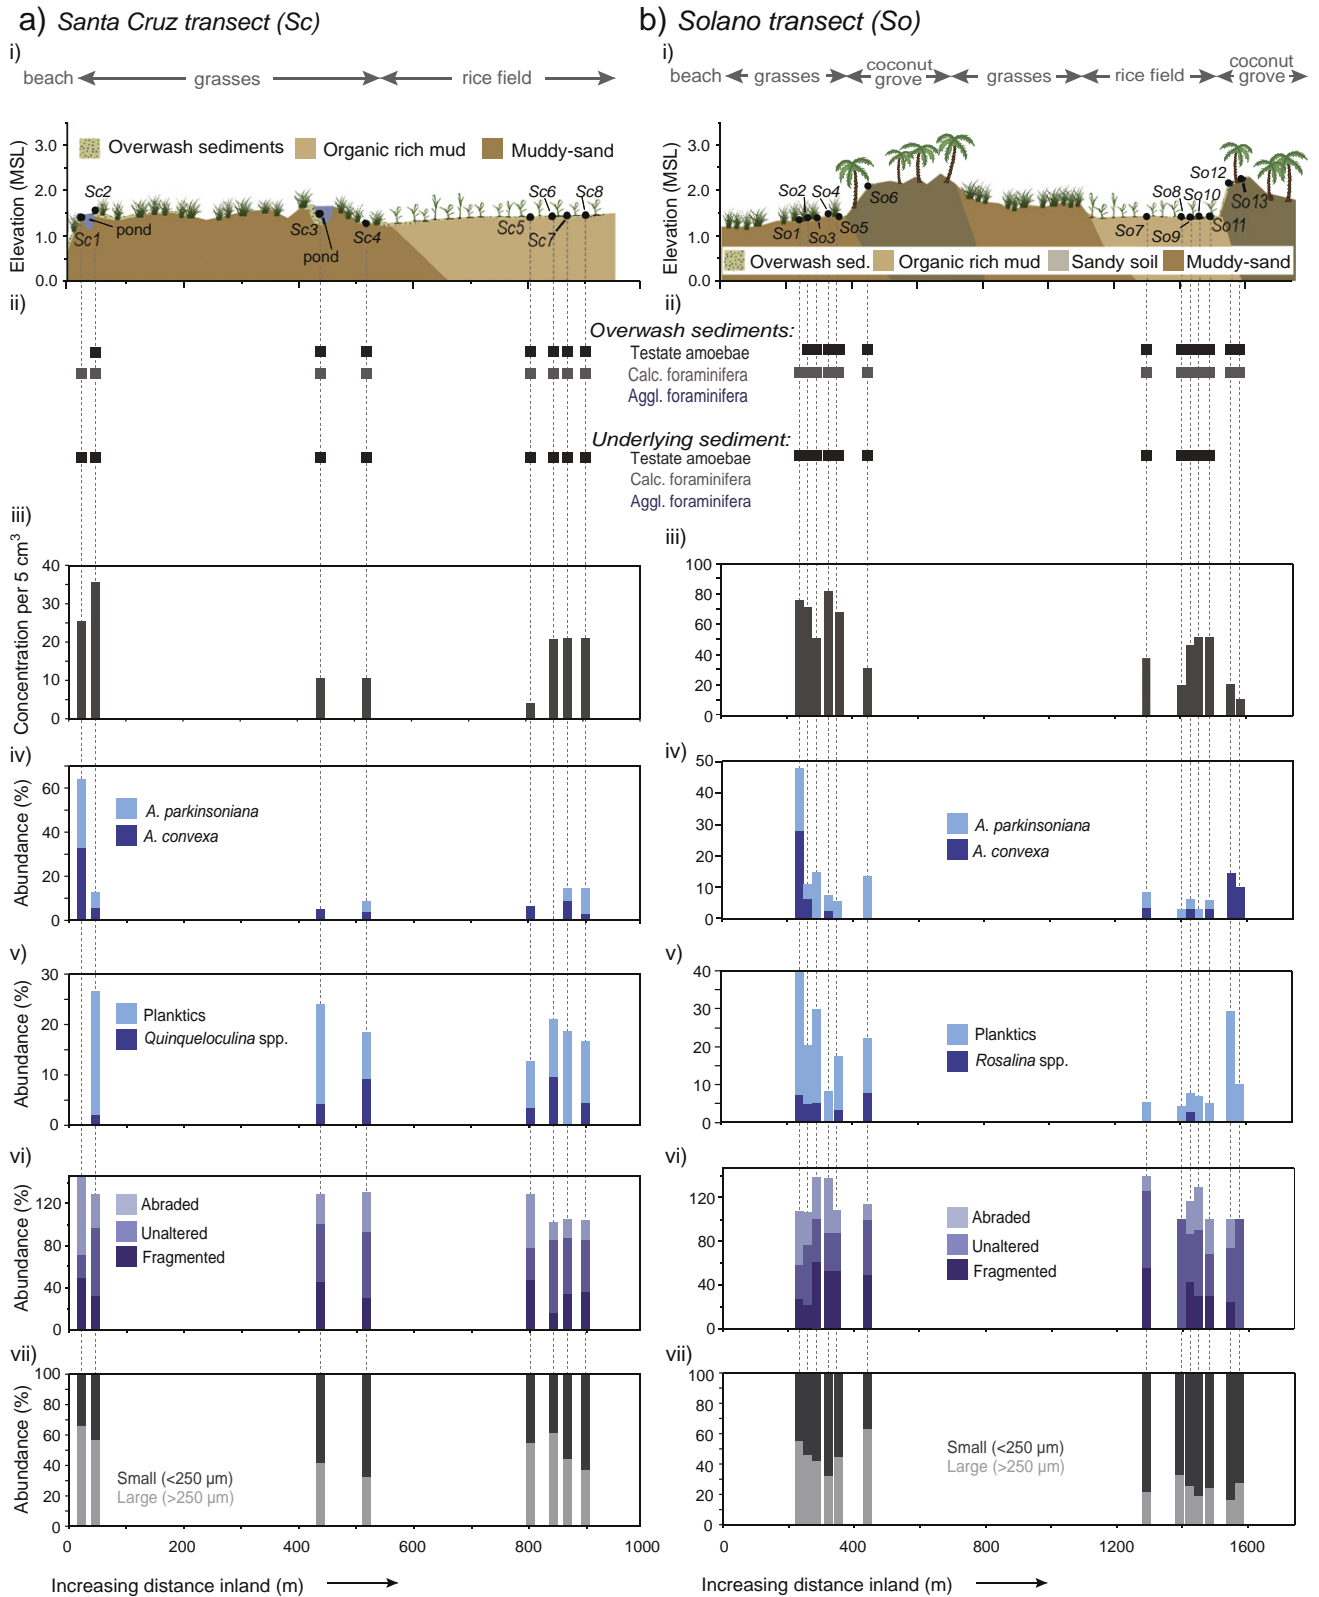 a) Santa Cruz transect (Sc)
i)
beach grasses rice field
Elevation (MSL)
3.0
2.0
1.0
0.0
Overwash sediments Organic rich mud Muddy-sand
Sc2 Sc6 Sc8
Sc1 pond Sc3 pond Sc4 Sc5 Sc7
b) Solano transect (So)
i)
beach grasses coconut grove grasses rice field coconut grove
Elevation (MSL)
3.0
2.0
1.0
0.0
So2 So4 So6 So8 So10 So12 So13
So1 So3 So5 So7 So9 So11
Overwash sed. Organic rich mud Sandy soil Muddy-sand
ii)
ii)
Overwash sediments:
Testate amoebae
Calc. foraminifera
Aggl. foraminifera
Underlying sediment:
Testate amoebae
Calc. foraminifera
Aggl. foraminifera
iii)
Concentration per 5 cm³
40
30
20
10
0
iii)
100
80
60
40
20
0
iv)
Abundance (%)
60
40
20
0
A. parkinsoniana
A. convexa
iv)
50
40
30
20
10
0
A. parkinsoniana
A. convexa
v)
Abundance (%)
30
20
10
0
Planktics
Quinqueloculina spp.
v)
40
30
20
10
0
Planktics
Rosalina spp.
vi)
Abundance (%)
120
80
40
0
Abraded
Unaltered
Fragmented
vi)
120
80
40
0
Abraded
Unaltered
Fragmented
vii)
Abundance (%)
100
80
60
40
20
0
Small (<250 µm)
Large (>250 µm)
0 200 400 600 800 1000
Increasing distance inland (m)
vii)
100
80
60
40
20
0
Small (<250 µm)
Large (>250 µm)
0 400 800 1200 1600
Increasing distance inland (m)